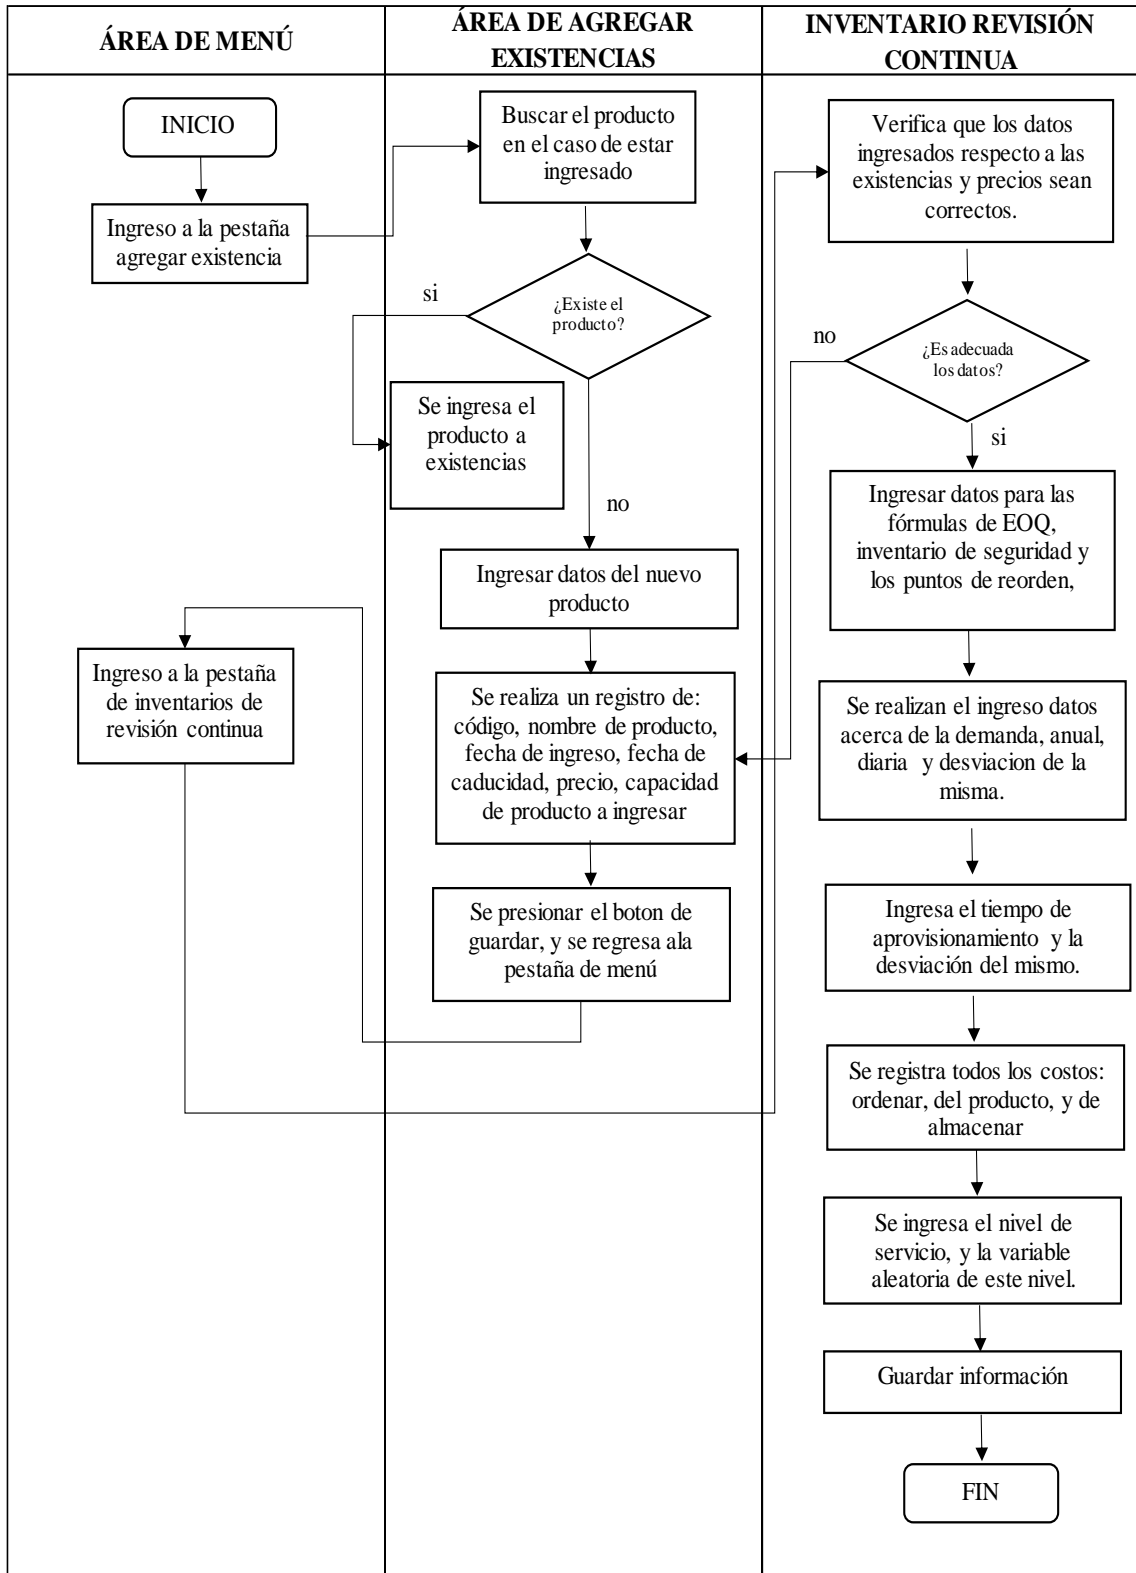 ÁREA DE MENÚ
ÁREA DE AGREGAR
EXISTENCIAS
INVENTARIO REVISIÓN
CONTINUA
INICIO
Ingreso a la pestaña
agregar existencia
Ingreso a la pestaña
de inventarios de
revisión continua
Buscar el producto
en el caso de estar
ingresado
¿Existe el
producto?
si
Se ingresa el
producto a
existencias
no
Ingresar datos del nuevo
producto
Se realiza un registro de:
código, nombre de producto,
fecha de ingreso, fecha de
caducidad, precio, capacidad
de producto a ingresar
Se presionar el boton de
guardar, y se regresa ala
pestaña de menú
Verifica que los datos
ingresados respecto a las
existencias y precios sean
correctos.
¿Es adecuada
los datos?
no
si
Ingresar datos para las
fórmulas de EOQ,
inventario de seguridad y
los puntos de reorden,
Se realizan el ingreso datos
acerca de la demanda, anual,
diaria y desviacion de la
misma.
Ingresa el tiempo de
aprovisionamiento y la
desviación del mismo.
Se registra todos los costos:
ordenar, del producto, y de
almacenar
Se ingresa el nivel de
servicio, y la variable
aleatoria de este nivel.
Guardar información
FIN